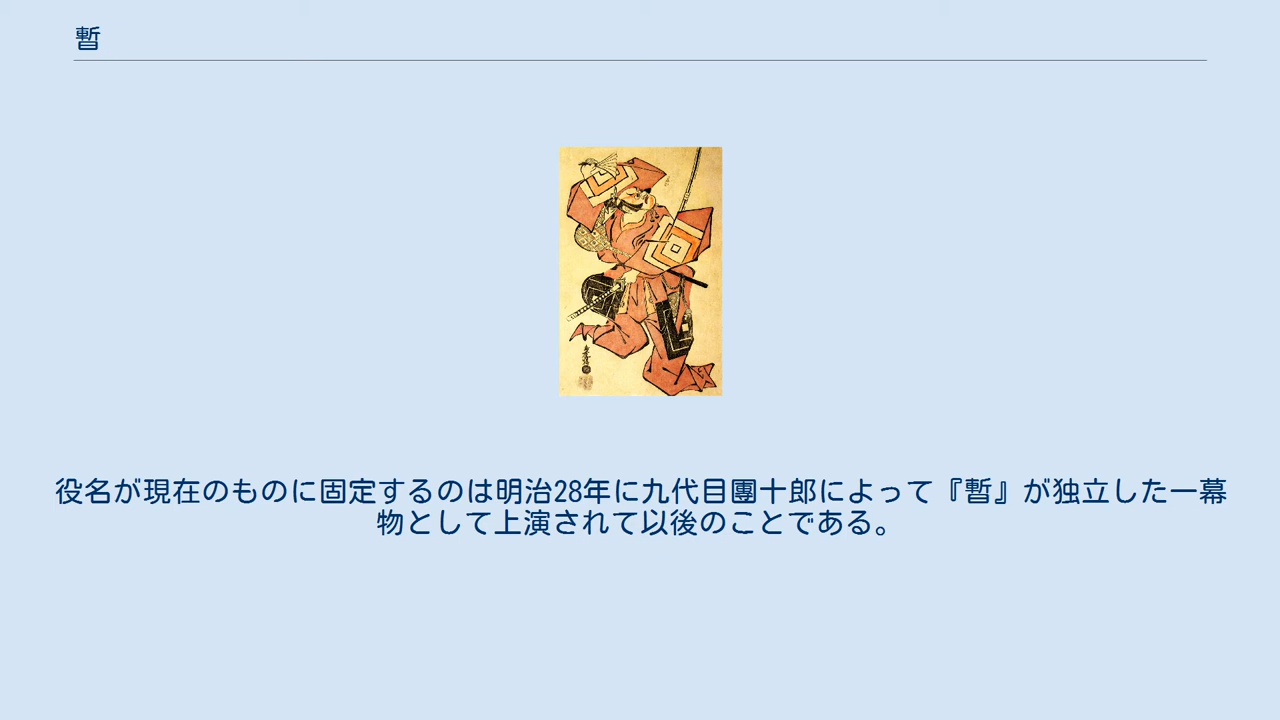 暫
役名が現在のものに固定するのは明治28年に九代目團十郎によって『暫』が独立した一幕
物として上演されて以後のことである。